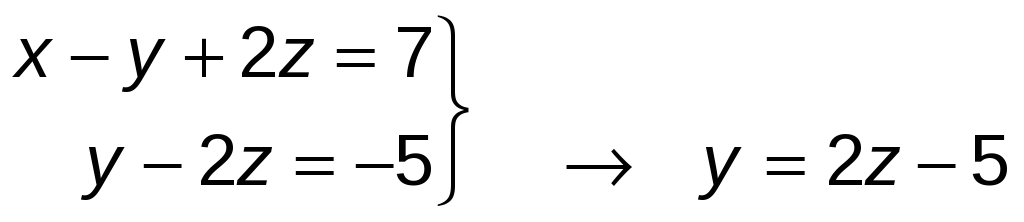 x − y + 2z = 7
y − 2z = −5 } → y = 2z − 5